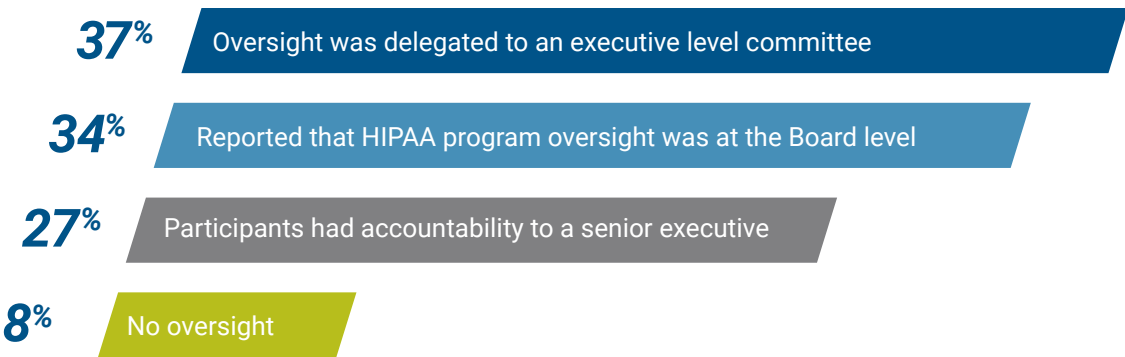 37% Oversight was delegated to an executive level committee
34% Reported that HIPAA program oversight was at the Board level
27% Participants had accountability to a senior executive
8% No oversight